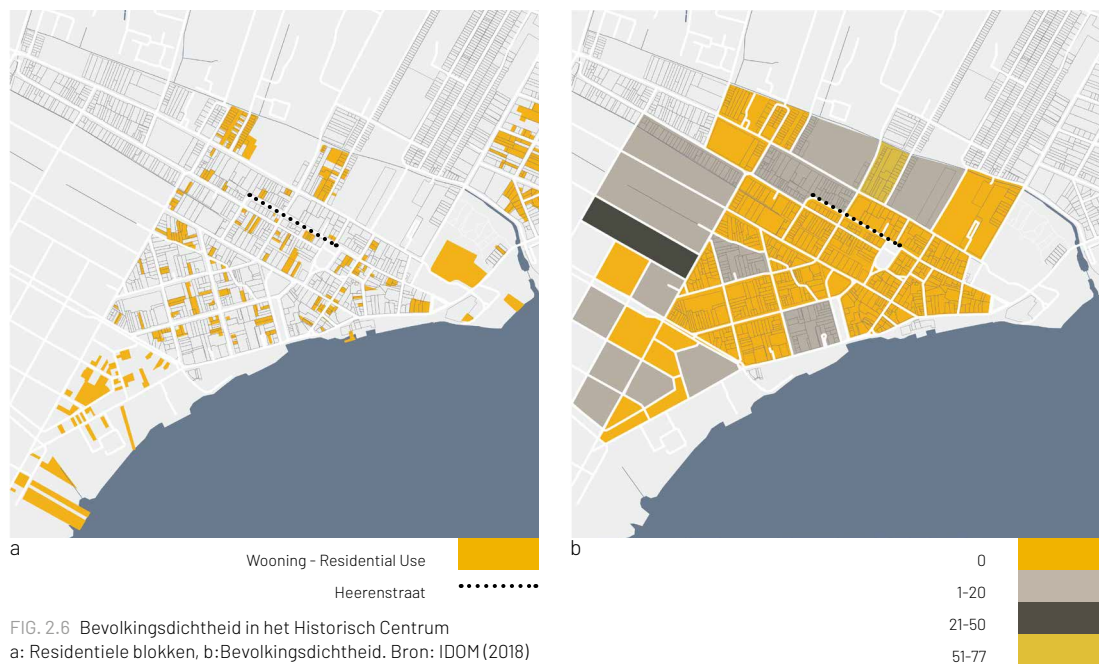 a
Wooning - Residential Use
Heerenstraat
FIG. 2.6 Bevolkingsdichtheid in het Historisch Centrum
a: Residentiele blokken, b:Bevolkingsdichtheid. Bron: IDOM (2018)
b
0
1-20
21-50
51-77